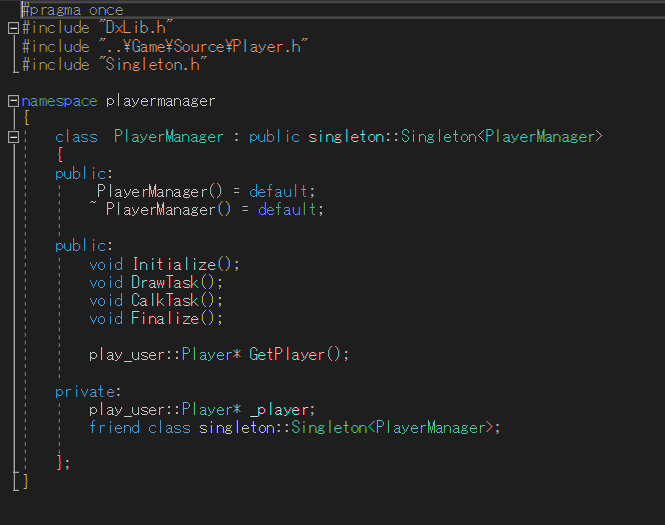 #pragma once
#include "DxLib.h"
#include "..¥Game¥Source¥Player.h"
#include "Singleton.h"
namespace playermanager
{
class  PlayerManager : public singleton::Singleton<PlayerManager>
{
public:
PlayerManager() = default;
~ PlayerManager() = default;
public:
void Initialize();
void DrawTask();
void CalkTask();
void Finalize();
play_user::Player* GetPlayer();
private:
play_user::Player* _player;
friend class singleton::Singleton<PlayerManager>;
};
}